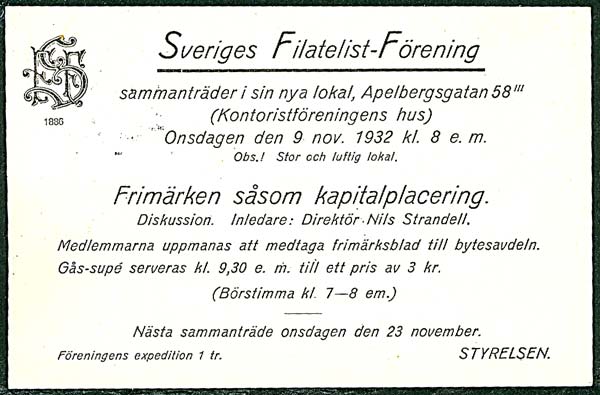 Sveriges Filatelist-Förening
SFF
1886
sammanträder i sin nya lokal, Apelbergsgatan 58 III
(Kontoristföreningens hus)
Onsdagen den 9 nov. 1932 kl. 8 e. m.
Obs.! Stor och luftig lokal.
Frimärken såsom kapitalplacering.
Diskussion. Inledare: Direktör Nils Strandell.
Medlemmarna uppmanas att medtaga frimärksblad till bytesavdeln.
Gås-supé serveras kl. 9,30 e. m. till ett pris av 3 kr.
(Börstimma kl. 7—8 em.)
Nästa sammanträde onsdagen den 23 november.
Föreningens expedition 1 tr.
STYRELSEN.